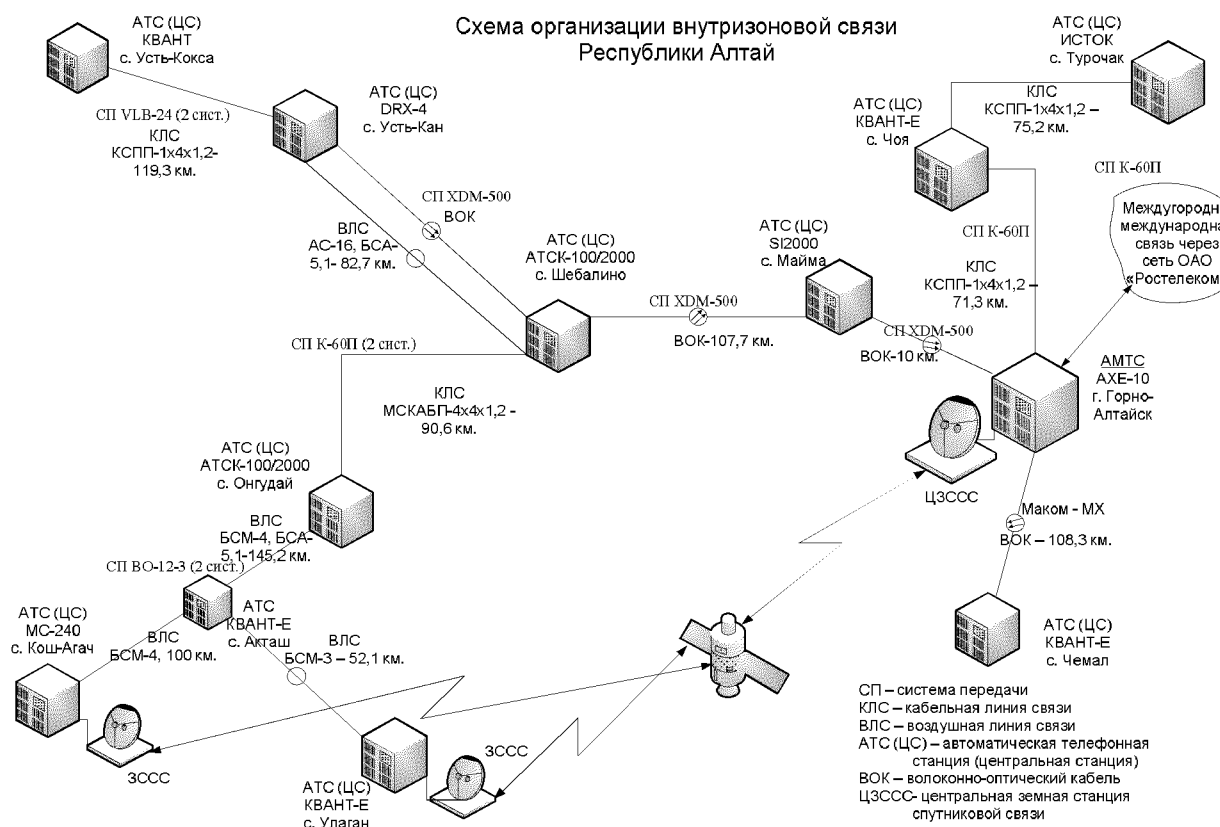 Схема организации внутризоновой связи
Республики Алтай
АТС (ЦС)
КВАНТ
с. Усть-Кокса
СП VLB-24 (2 сист.)
КЛС
КСПП-1х4х1,2-
119,3 км.
АТС (ЦС)
DRX-4
с. Усть-Кан
СП XDM-500
ВОК
ВЛС
АС-16, БСА-
5,1- 82,7 км.
АТС (ЦС)
АТСК-100/2000
с. Шебалино
СП XDM-500
ВОК-107,7 км.
АТС (ЦС)
SI2000
с. Майма
СП XDM-500
ВОК-10 км.
АТС (ЦС)
КВАНТ-Е
с. Чоя
КЛС
КСПП-1х4х1,2 –
75,2 км.
АТС (ЦС)
ИСТОК
с. Турочак
СП К-60П
СП К-60П
КЛС
КСПП-1х4х1,2 –
71,3 км.
Междугородн
международна
связь через
сеть ОАО
«Ростелеком
АМТС
АХЕ-10
г. Горно-
Алтайск
ЦЗССС
Маком - МХ
ВОК – 108,3 км.
АТС (ЦС)
КВАНТ-Е
с. Чемал
СП К-60П (2 сист.)
КЛС
МСКАБП-4х4х1,2 -
90,6 км.
АТС (ЦС)
АТСК-100/2000
с. Онгудай
ВЛС
БСМ-4, БСА-
5,1-145,2 км.
СП ВО-12-3 (2 сист.)
АТС
КВАНТ-Е
с. Акташ
АТС (ЦС)
МС-240
с. Кош-Агач
ВЛС
БСМ-4, 100 км.
ВЛС
БСМ-3 – 52,1 км.
ЗССС
АТС (ЦС)
КВАНТ-Е
с. Улаган
ЗССС
СП – система передачи
КЛС – кабельная линия связи
ВЛС – воздушная линия связи
АТС (ЦС) – автоматическая телефонная
станция (центральная станция)
ВОК – волоконно-оптический кабель
ЦЗССС- центральная земная станция
спутниковой связи